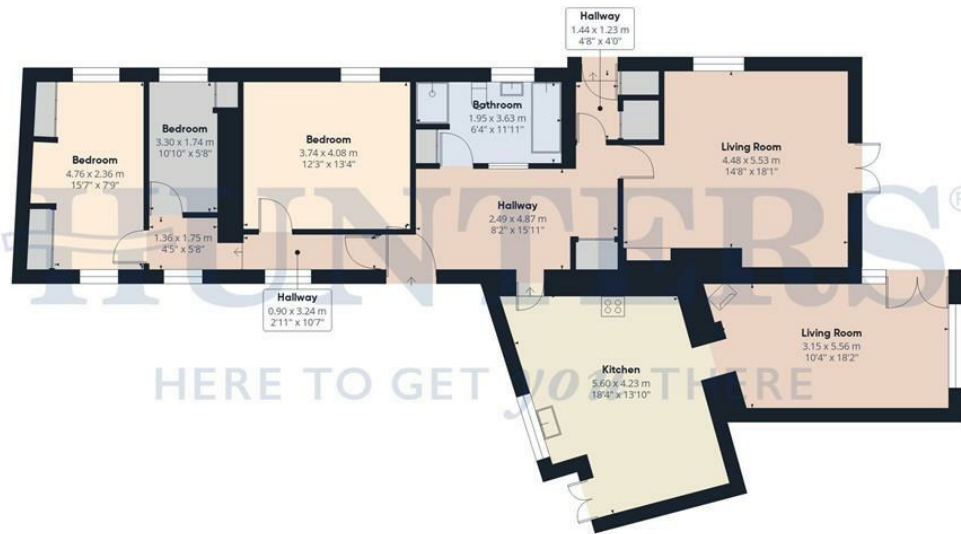 Hallway
1.44 x 1.23 m
4'8" x 4'0"
Bedroom
4.76 x 2.36 m
15'7" x 7'9"
Bedroom
3.30 x 1.74 m
10'10" x 5'8"
Bedroom
3.74 x 4.08 m
12'3" x 13'4"
Bathroom
1.95 x 3.63 m
6'4" x 11'11"
Living Room
4.48 x 5.53 m
14'8" x 18'1"
Hallway
2.49 x 4.87 m
8'2" x 15'11"
1.36 x 1.75 m
4'5" x 5'8"
Hallway
0.90 x 3.24 m
2'11" x 10'7"
Kitchen
5.60 x 4.23 m
18'4" x 13'10"
Living Room
3.15 x 5.56 m
10'4" x 18'2"
HUNTERS®
HERE TO GET you THERE